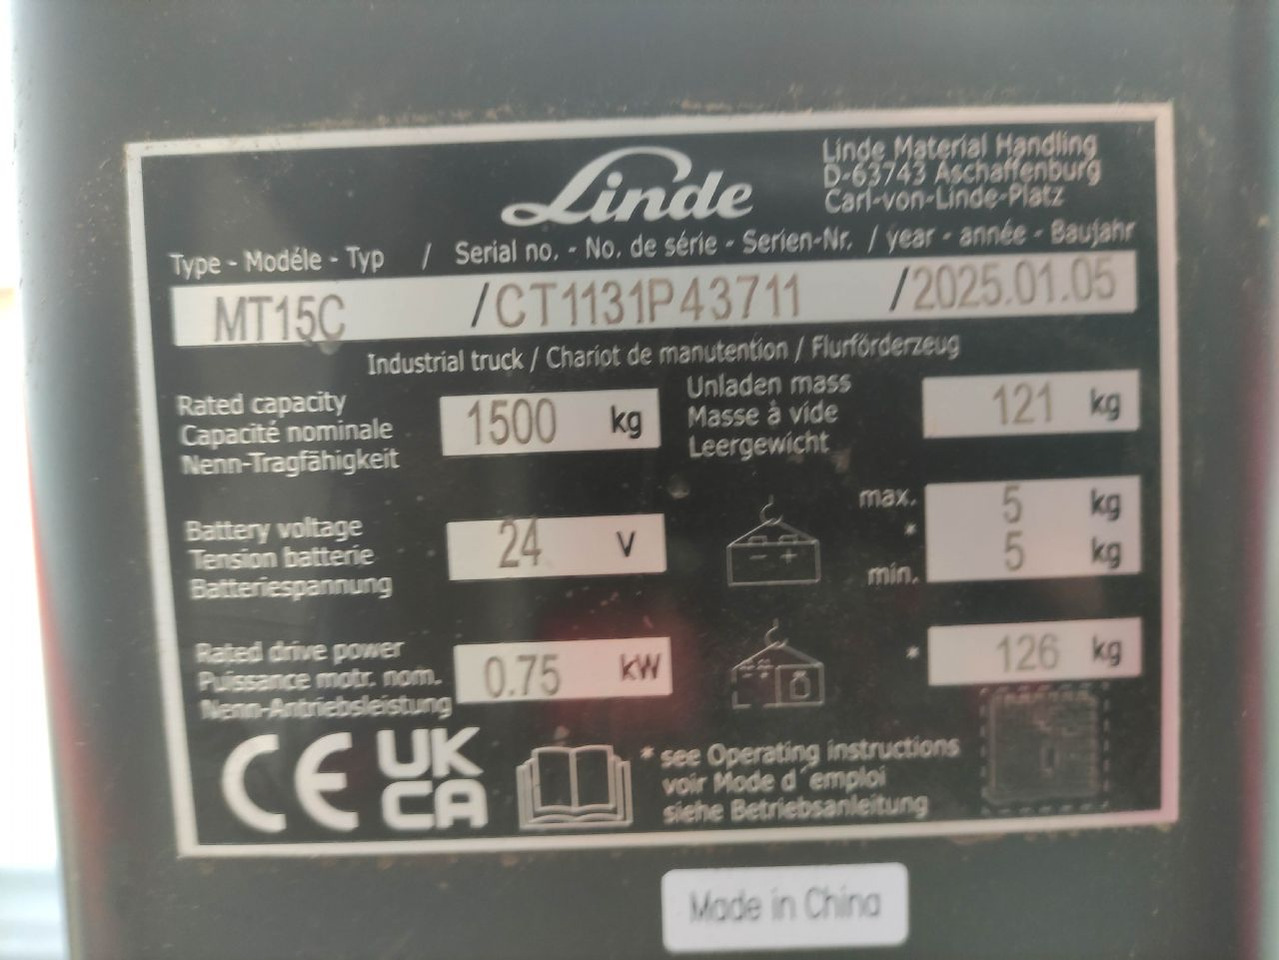 Linde
Linde Material Handling
D-63743 Aschaffenburg
Carl-von-Linde-Platz
Type - Modéle - Typ / Serial no. - No. de série - Serien-Nr. / year - année - Baujahr
MT15C /CT1131P43711 /2025.01.05
Industrial truck / Chariot de manutention / Flurförderzeug
Rated capacity
Capacité nominale
Nenn-Tragfähigkeit
1500 kg
Unladen mass
Masse à vide
Leergewicht
121 kg
Battery voltage
Tension batterie
Batteriespannung
24 V
max. 5 kg
*
min. 5 kg
Rated drive power
Puissance motr. nom.
Nenn-Antriebsleistung
0.75 kW
* 126 kg
CE
UK
CA
* see Operating instructions
voir Mode d´emploi
siehe Betriebsanleitung
Made in China